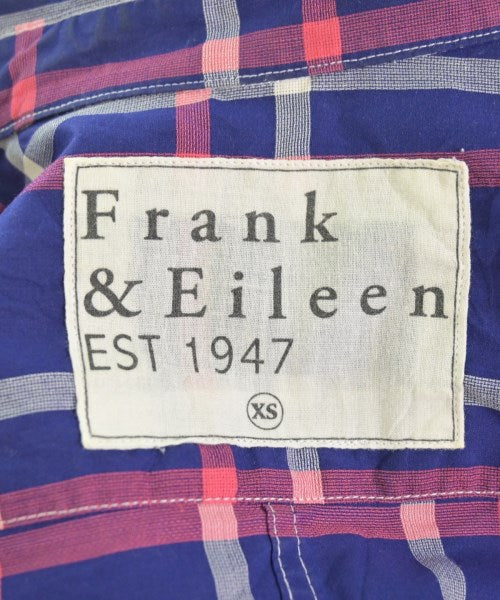 Frank
& Eileen
EST 1947
XS